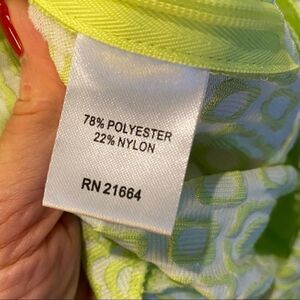 78% POLYESTER
22% NYLON
RN 21664